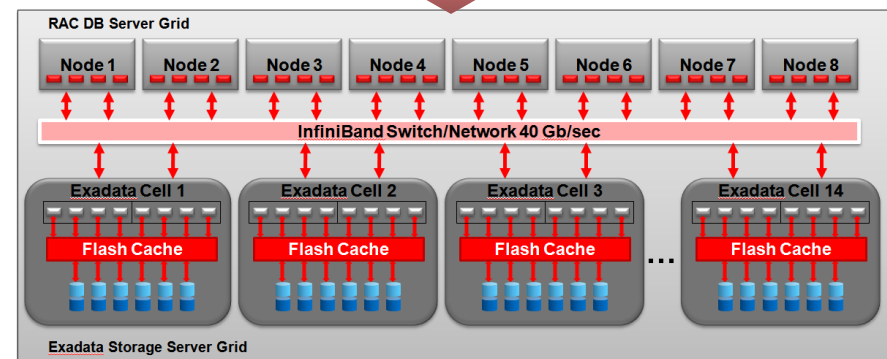 RAC DB Server Grid
Node 1 Node 2 Node 3 Node 4 Node 5 Node 6 Node 7 Node 8
InfiniBand Switch/Network 40 Gb/sec
Exadata Cell 1 Exadata Cell 2 Exadata Cell 3 Exadata Cell 14
Flash Cache Flash Cache Flash Cache ... Flash Cache
Exadata Storage Server Grid